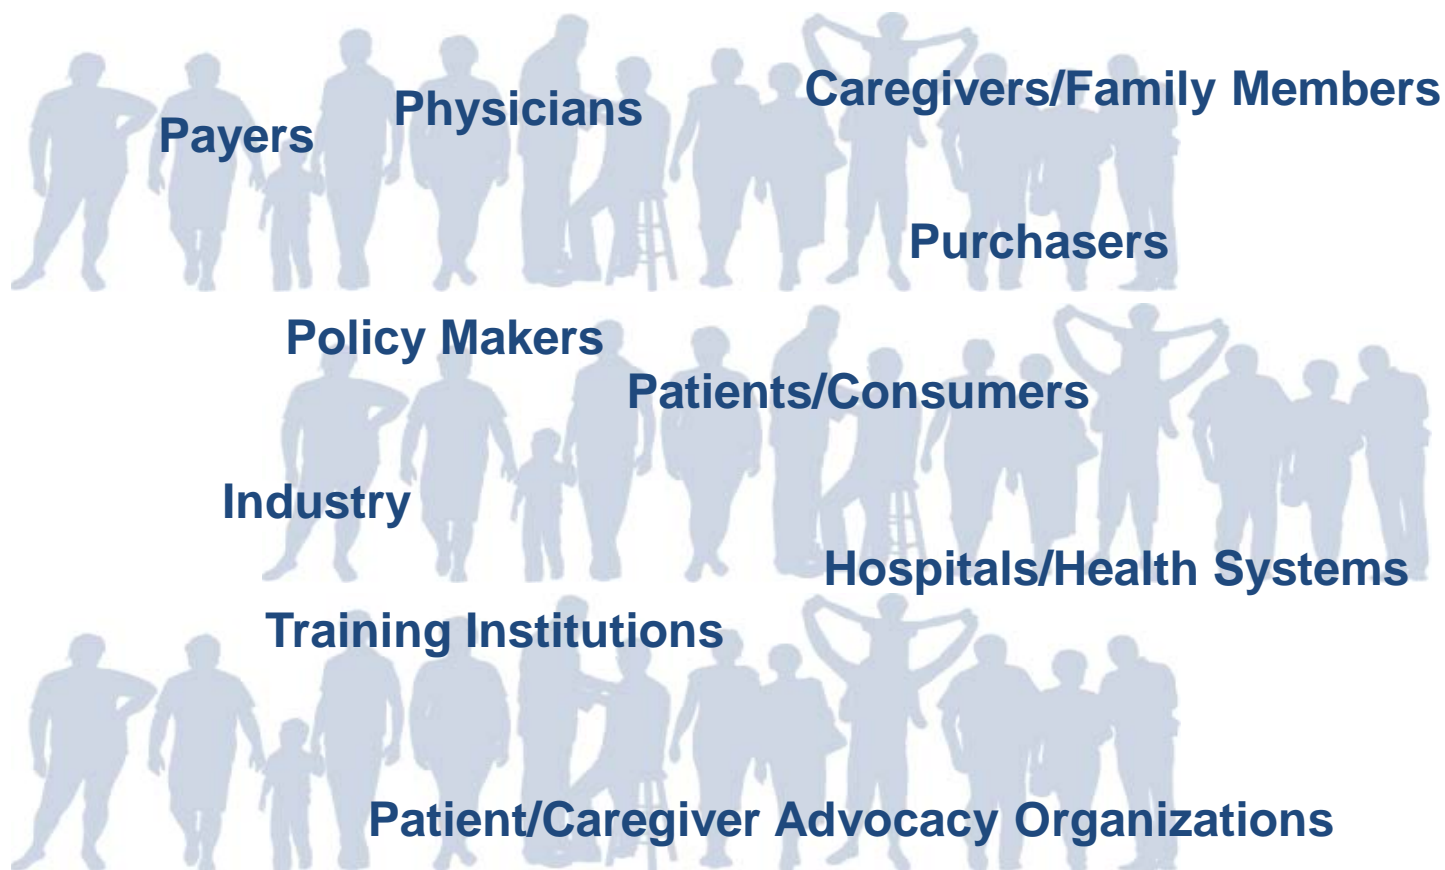 Caregivers/Family Members
Physicians
Payers
Purchasers
Policy Makers
Patients/Consumers
Industry
Hospitals/Health Systems
Training Institutions
Patient/Caregiver Advocacy Organizations